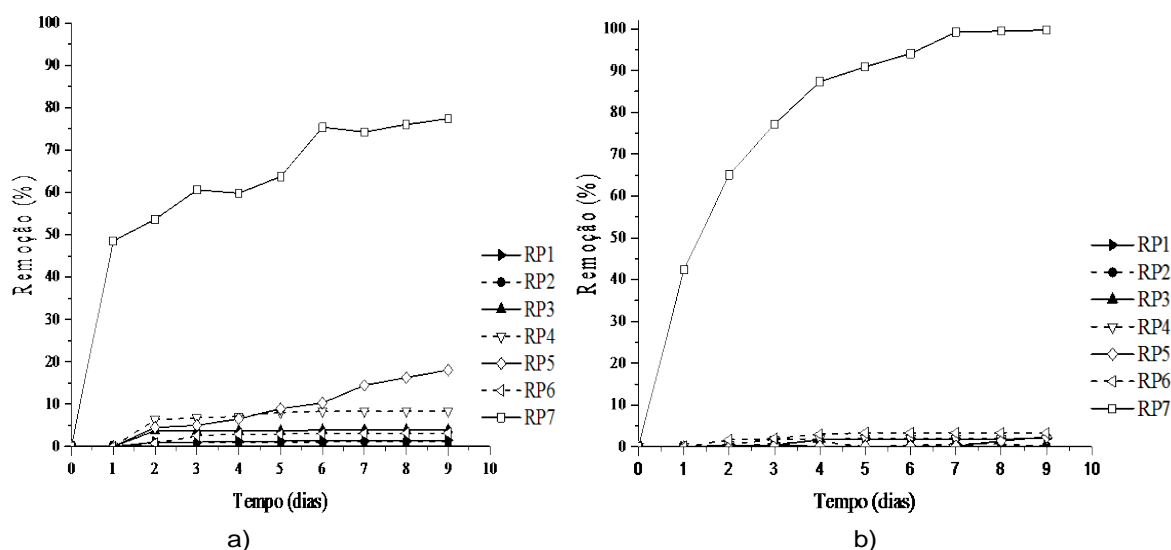 100
90
80
70
60
50
40
30
20
10
0
Remoção (%)
0 1 2 3 4 5 6 7 8 9 10
Tempo (dias)
RP1
RP2
RP3
RP4
RP5
RP6
RP7
a)
100
90
80
70
60
50
40
30
20
10
0
Remoção (%)
0 1 2 3 4 5 6 7 8 9 10
Tempo (dias)
RP1
RP2
RP3
RP4
RP5
RP6
RP7
b)